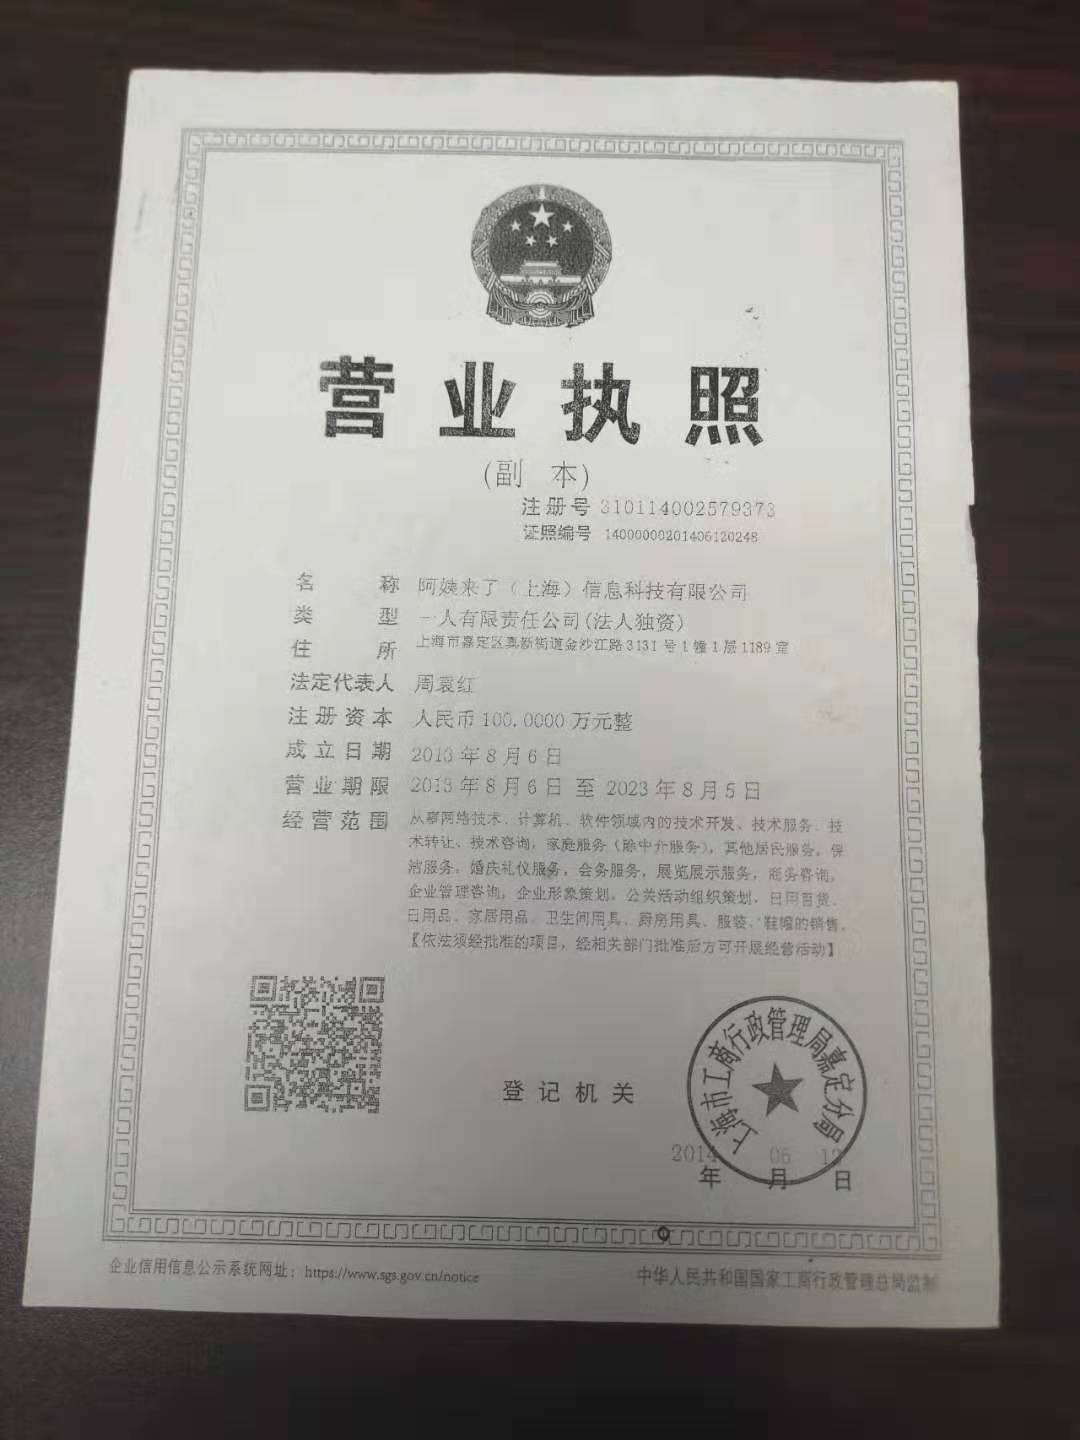 营业执照
(副 本)
注册号 310114002579373
证照编号 14000000201406120248
名 称 阿姨来了（上海）信息科技有限公司
类 型 一人有限责任公司(法人独资)
住 所 上海市嘉定区真新街道金沙江路3131号1幢1层1189室
法定代表人 周袁红
注册资本 人民币100.0000万元整
成立日期 2013年8月6日
营业期限 2013年8月6日 至 2023年8月5日
经营范围 从事网络技术、计算机、软件领域内的技术开发、技术服务、技
术转让、技术咨询，家庭服务（除中介服务），其他居民服务，保
洁服务，婚庆礼仪服务，会务服务，展览展示服务，商务咨询，
企业管理咨询，企业形象策划，公关活动组织策划，日用百货、
日用品、家居用品、卫生间用具、厨房用具、服装、鞋帽的销售。
【依法须经批准的项目，经相关部门批准后方可开展经营活动】
登记机关
上海市工商行政管理局嘉定分局
2014年 06月 12日
企业信用信息公示系统网址：https://www.sgs.gov.cn/notice
中华人民共和国国家工商行政管理总局监制